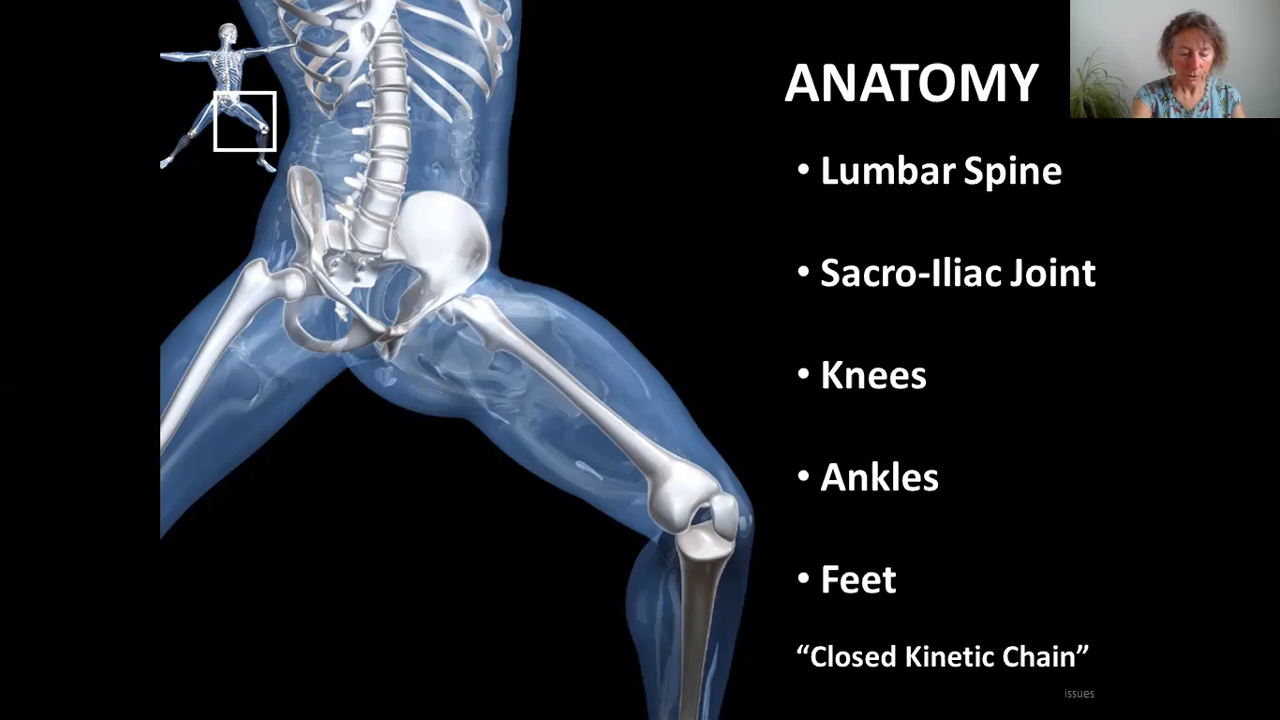 ANATOMY
• Lumbar Spine
• Sacro-Iliac Joint
• Knees
• Ankles
• Feet
“Closed Kinetic Chain”
issues